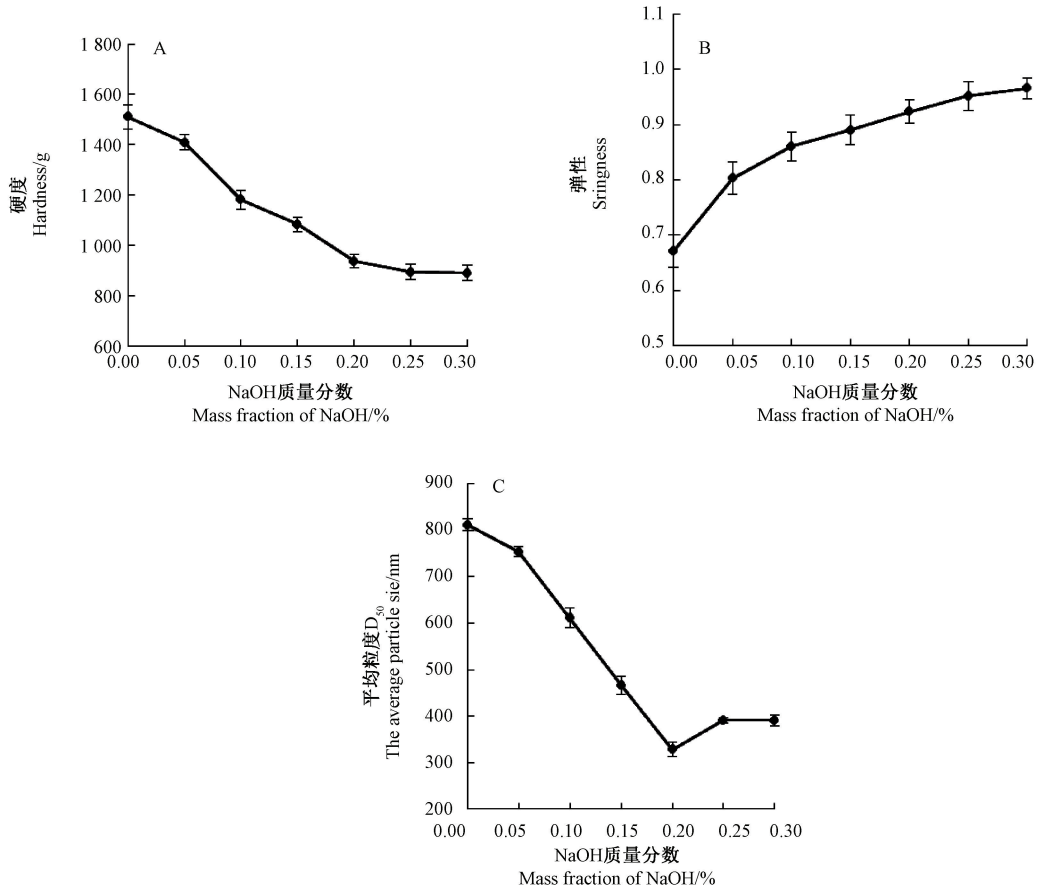 A
1 800
1 600
1 400
1 200
1 000
800
600
硬度
Hardness/g
0.00 0.05 0.10 0.15 0.20 0.25 0.30
NaOH质量分数
Mass fraction of NaOH/%
B
1.1
1.0
0.9
0.8
0.7
0.6
0.5
弹性
Sringness
0.00 0.05 0.10 0.15 0.20 0.25 0.30
NaOH质量分数
Mass fraction of NaOH/%
C
900
800
700
600
500
400
300
200
平均粒度D50
The average particle sie/nm
0.00 0.05 0.10 0.15 0.20 0.25 0.30
NaOH质量分数
Mass fraction of NaOH/%